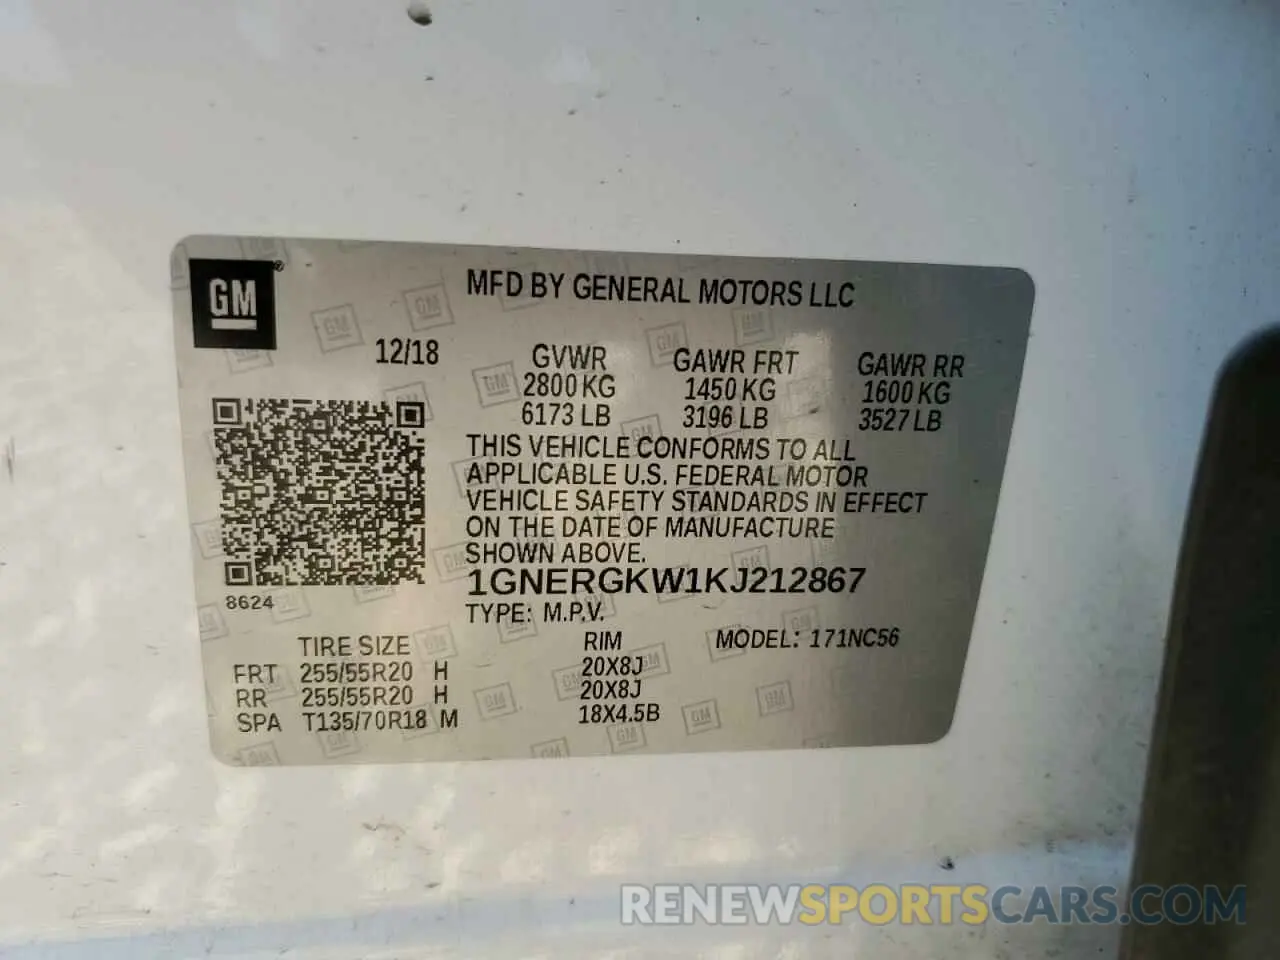 GM®
MFD BY GENERAL MOTORS LLC
12/18
GVWR GAWR FRT GAWR RR
2800 KG 1450 KG 1600 KG
6173 LB 3196 LB 3527 LB
THIS VEHICLE CONFORMS TO ALL
APPLICABLE U.S. FEDERAL MOTOR
VEHICLE SAFETY STANDARDS IN EFFECT
ON THE DATE OF MANUFACTURE
SHOWN ABOVE.
1GNERGKW1KJ212867
8624
TYPE: M.P.V.
TIRE SIZE RIM MODEL: 171NC56
FRT 255/55R20 H 20X8J
RR 255/55R20 H 20X8J
SPA T135/70R18 M 18X4.5B
RENEWSPORTSCARS.COM